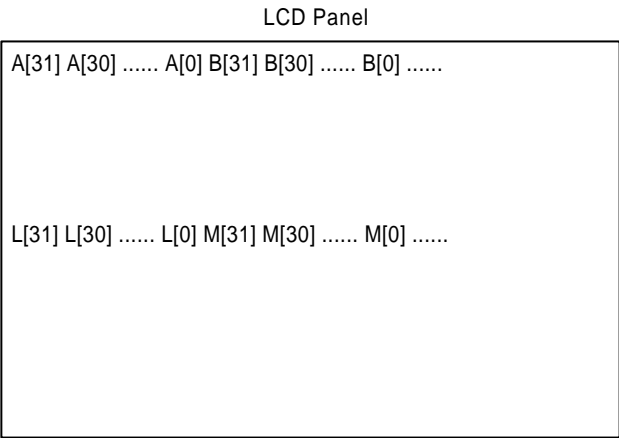 LCD Panel
A[31] A[30] ...... A[0] B[31] B[30] ...... B[0] ......
L[31] L[30] ...... L[0] M[31] M[30] ...... M[0] ......